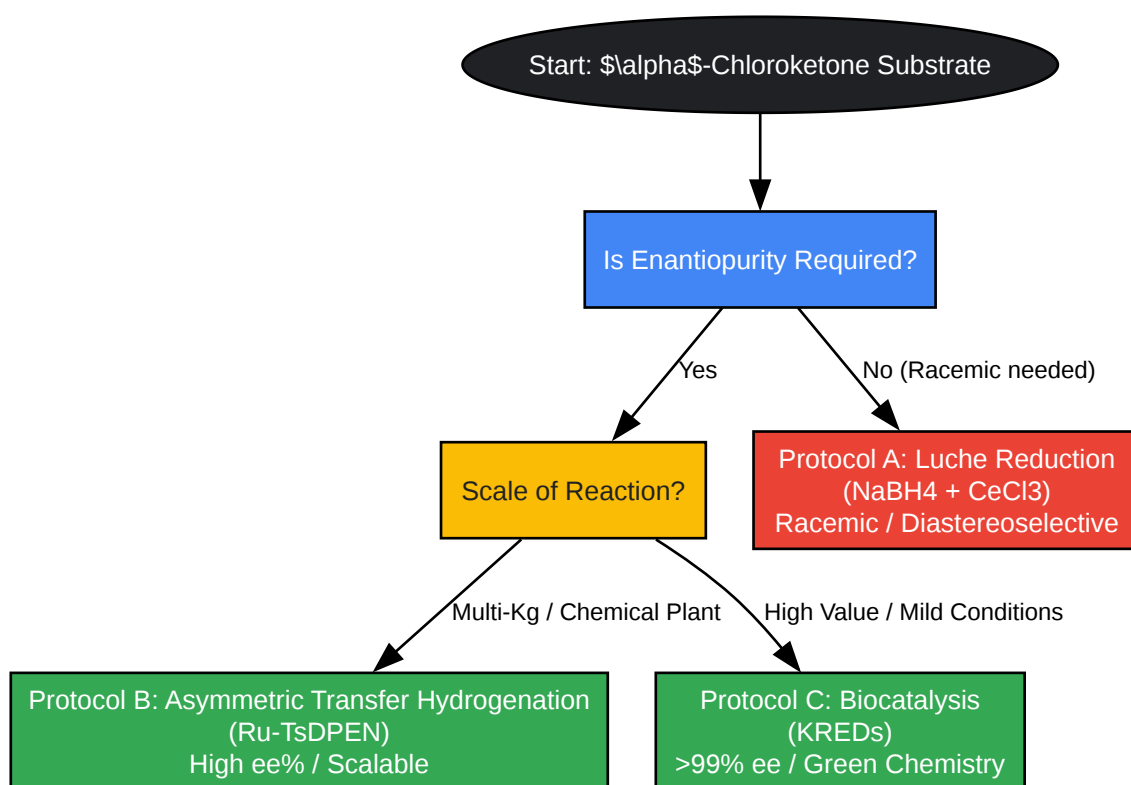 Start: $\alpha$-Chloroketone Substrate
Is Enantiopurity Required?
Yes
No (Racemic needed)
Scale of Reaction?
Protocol A: Luche Reduction
(NaBH4 + CeCl3)
Racemic / Diastereoselective
Multi-Kg / Chemical Plant
High Value / Mild Conditions
Protocol B: Asymmetric Transfer Hydrogenation
(Ru-TsDPEN)
High ee% / Scalable
Protocol C: Biocatalysis
(KREDs)
>99% ee / Green Chemistry